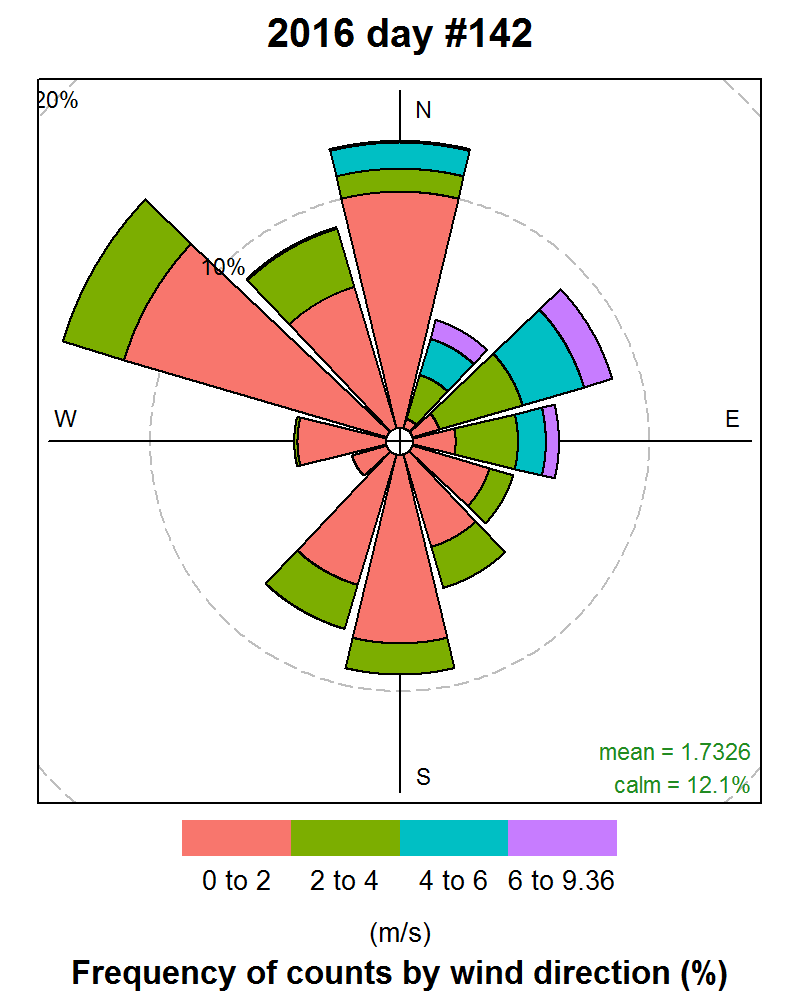 2016 day #142
20%
N
10%
W
E
S
mean = 1.7326
calm = 12.1%
0 to 2
2 to 4
4 to 6
6 to 9.36
(m/s)
Frequency of counts by wind direction (%)